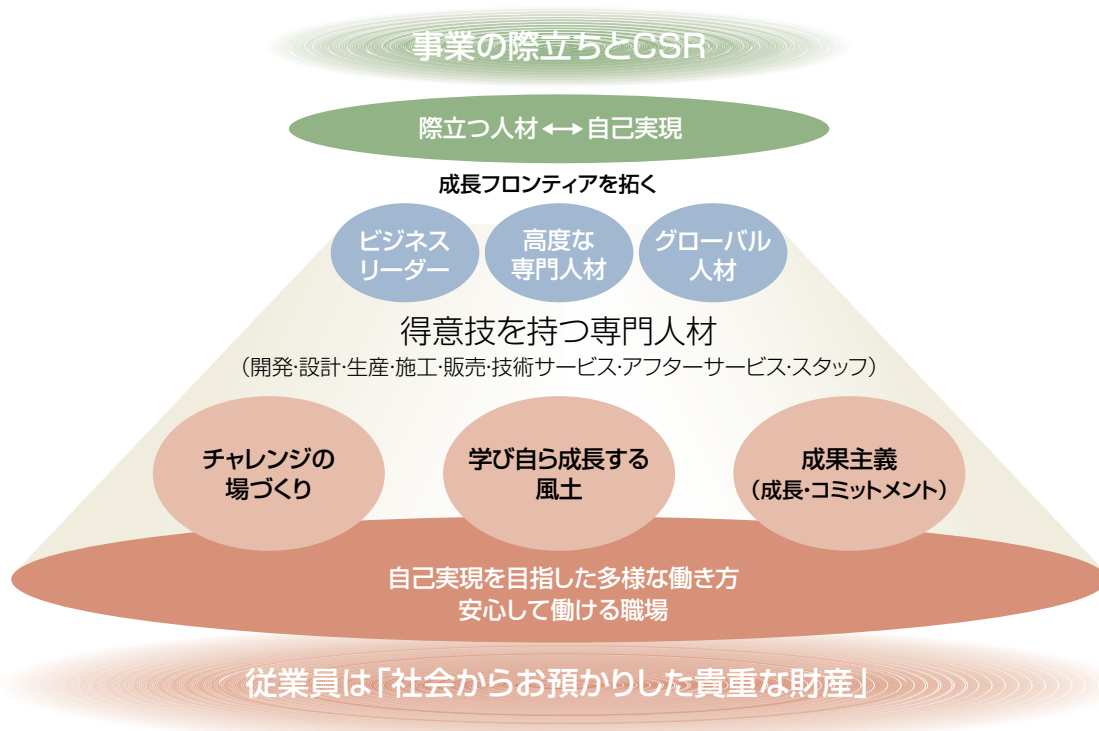 事業の際立ちとCSR
際立つ人材↔自己実現
成長フロンティアを拓く
ビジネス
リーダー
高度な
専門人材
グローバル
人材
得意技を持つ専門人材
（開発・設計・生産・施工・販売・技術サービス・アフターサービス・スタッフ）
チャレンジの
場づくり
学び自ら成長する
風土
成果主義
（成長・コミットメント）
自己実現を目指した多様な働き方
安心して働ける職場
従業員は「社会からお預かりした貴重な財産」